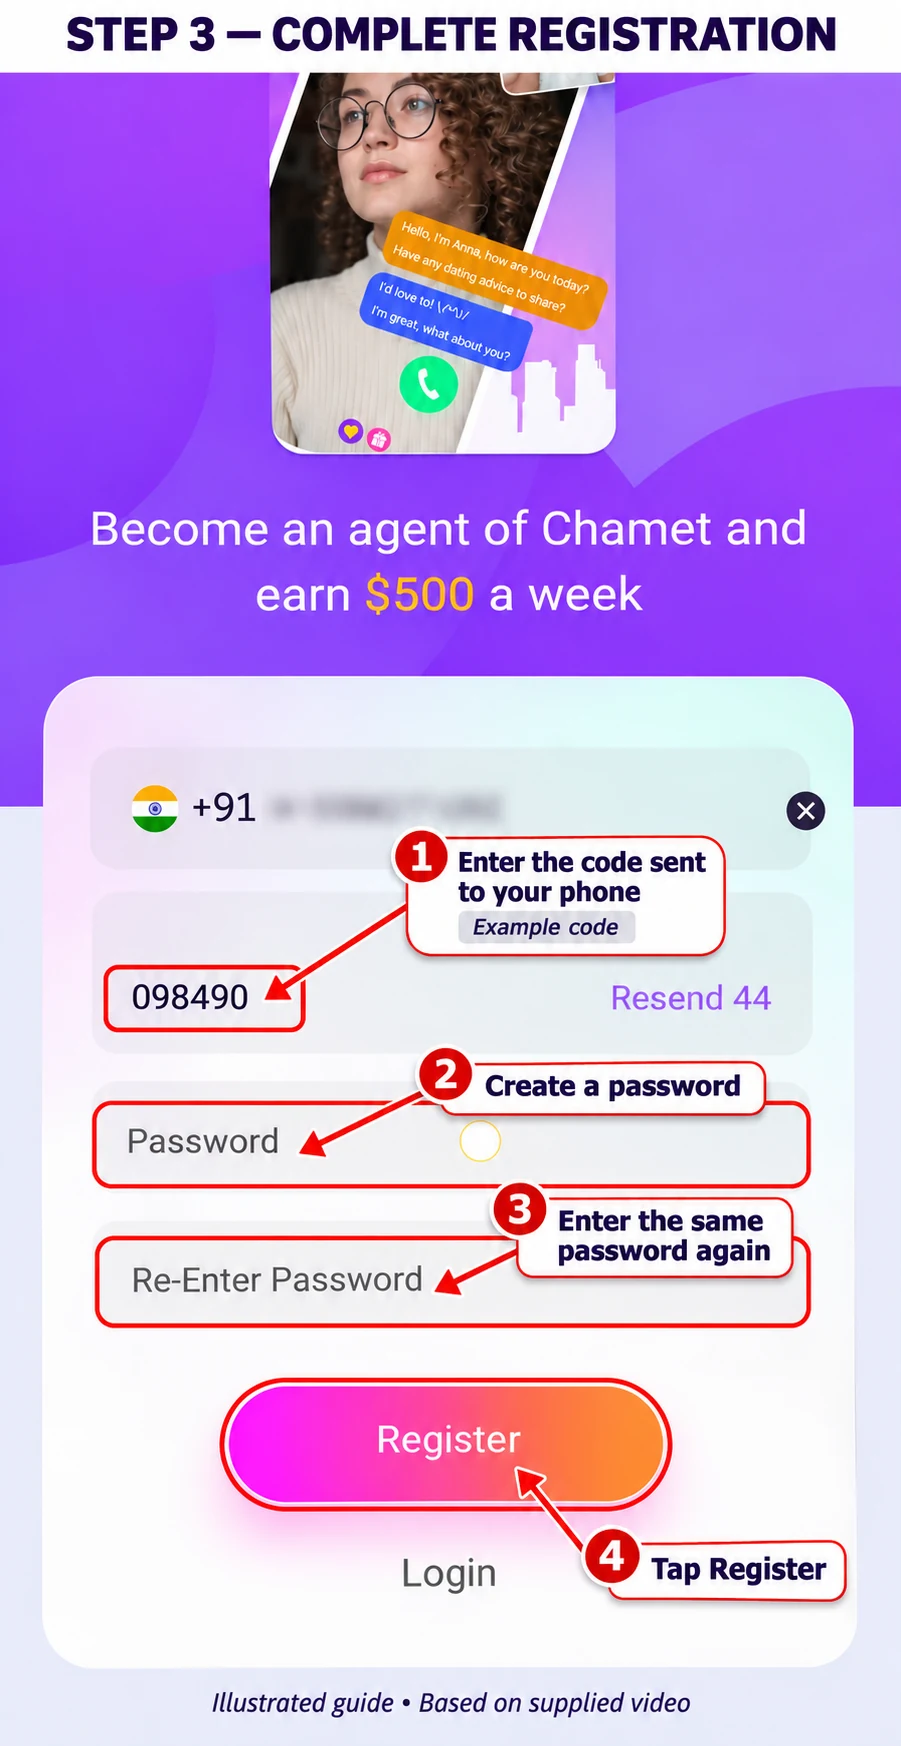 STEP 3 — COMPLETE REGISTRATION
Hello, I'm Anna, how are you today?
Have any dating advice to share?
I'd love to!
I'm great, what about you?
Become an agent of Chamet and
earn $500 a week
+91
1
Enter the code sent
to your phone
Example code
098490
Resend 44
2
Create a password
Password
3
Enter the same
password again
Re-Enter Password
Register
4
Tap Register
Login
Illustrated guide • Based on supplied video